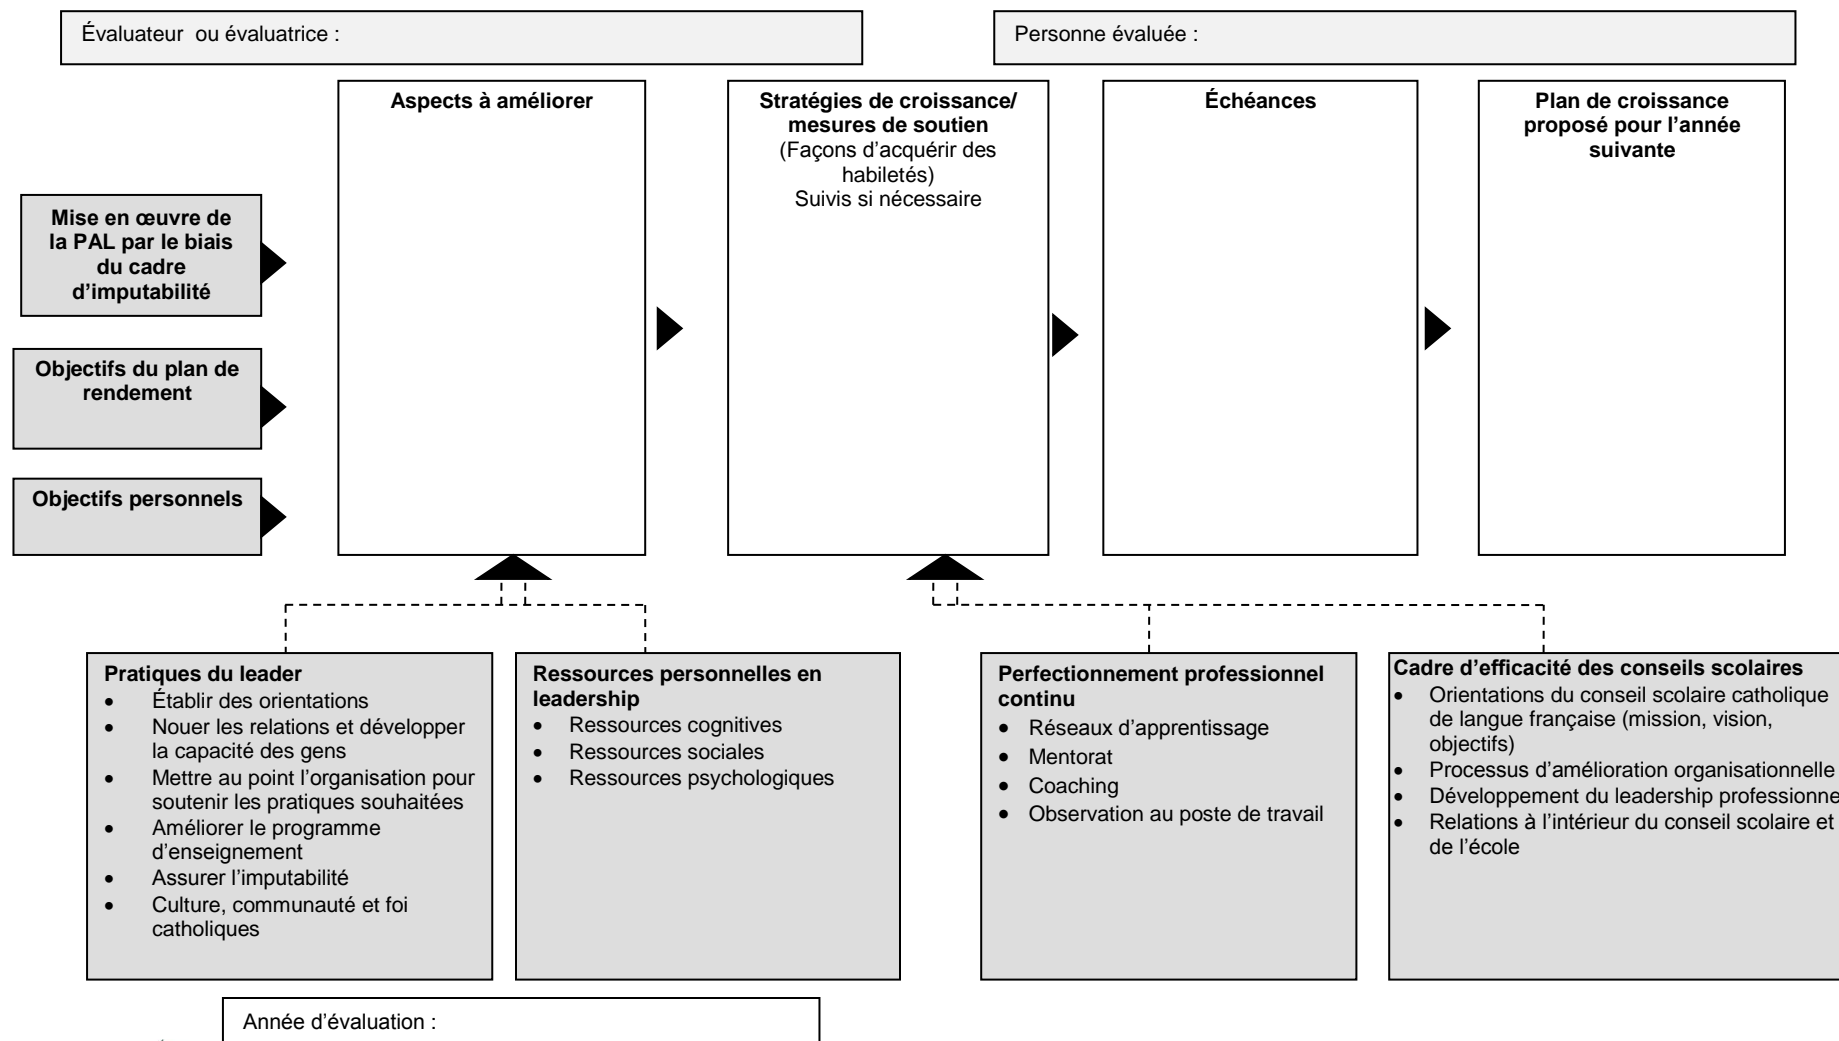 Évaluateur  ou évaluatrice :
Personne évaluée :
Aspects à améliorer
Stratégies de croissance/
mesures de soutien
(Façons d'acquérir des
habiletés)
Suivis si nécessaire
Échéances
Plan de croissance
proposé pour l'année
suivante
Mise en œuvre de
la PAL par le biais
du cadre
d'imputabilité
Objectifs du plan de
rendement
Objectifs personnels
Pratiques du leader
• Établir des orientations
• Nouer les relations et développer
la capacité des gens
• Mettre au point l'organisation pour
soutenir les pratiques souhaitées
• Améliorer le programme
d'enseignement
• Assurer l'imputabilité
• Culture, communauté et foi
catholiques
Ressources personnelles en
leadership
• Ressources cognitives
• Ressources sociales
• Ressources psychologiques
Perfectionnement professionnel
continu
• Réseaux d'apprentissage
• Mentorat
• Coaching
• Observation au poste de travail
Cadre d'efficacité des conseils scolaires
• Orientations du conseil scolaire catholique
de langue française (mission, vision,
objectifs)
• Processus d'amélioration organisationnelle
• Développement du leadership professionne
• Relations à l'intérieur du conseil scolaire et
de l'école
Année d'évaluation :